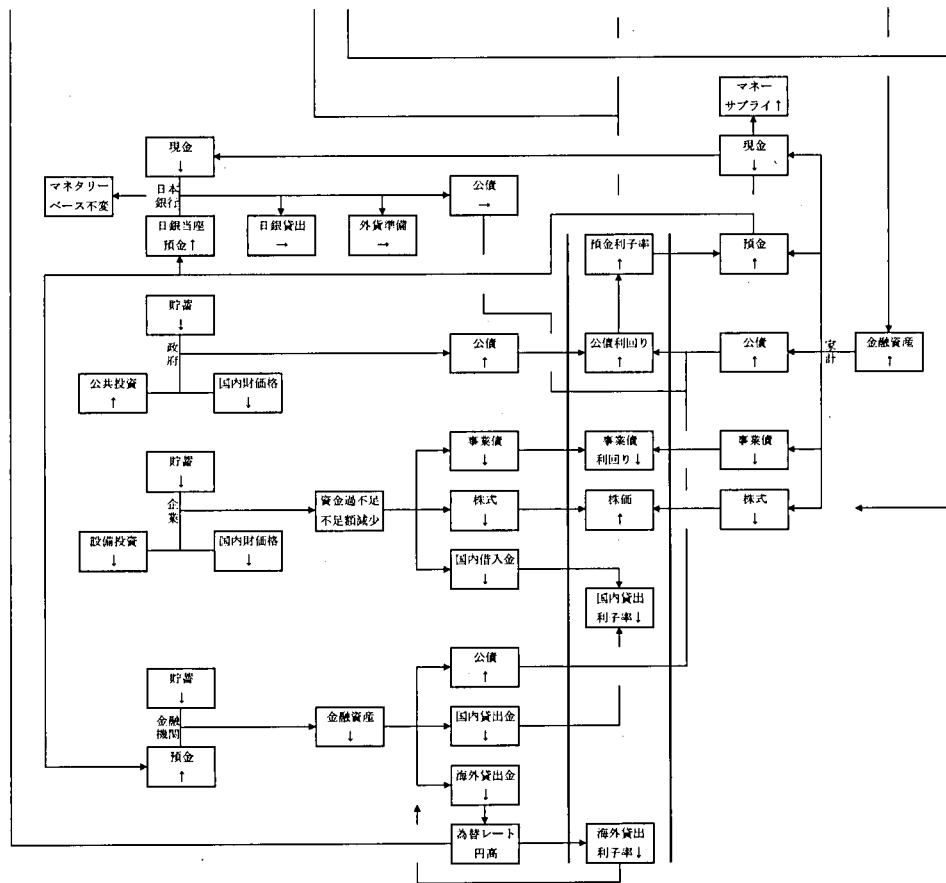 マネー
サプライ↑
現金
↓
現金
↓
マネタリー
ベース不変
日本
銀行
公債
→
日銀当座
預金↑
日銀貸出
→
外貨準備
→
預金利子率
↑
預金
↑
貯蓄
↓
政府
公債
↑
公債利回り
↑
公債
↑
家計
金融資産
↑
公共投資
↑
国内財価格
↓
事業債
↓
事業債
利回り↓
事業債
↓
貯蓄
↓
企業
資金過不足
不足額減少
株式
↓
株価
↑
株式
↓
設備投資
↓
国内財価格
↓
国内借入金
↓
国内貸出
利子率↓
公債
↑
貯蓄
↓
金融
機関
金融資産
↓
国内貸出金
↓
預金
↑
海外貸出金
↓
為替レート
円高
海外貸出
利子率↓